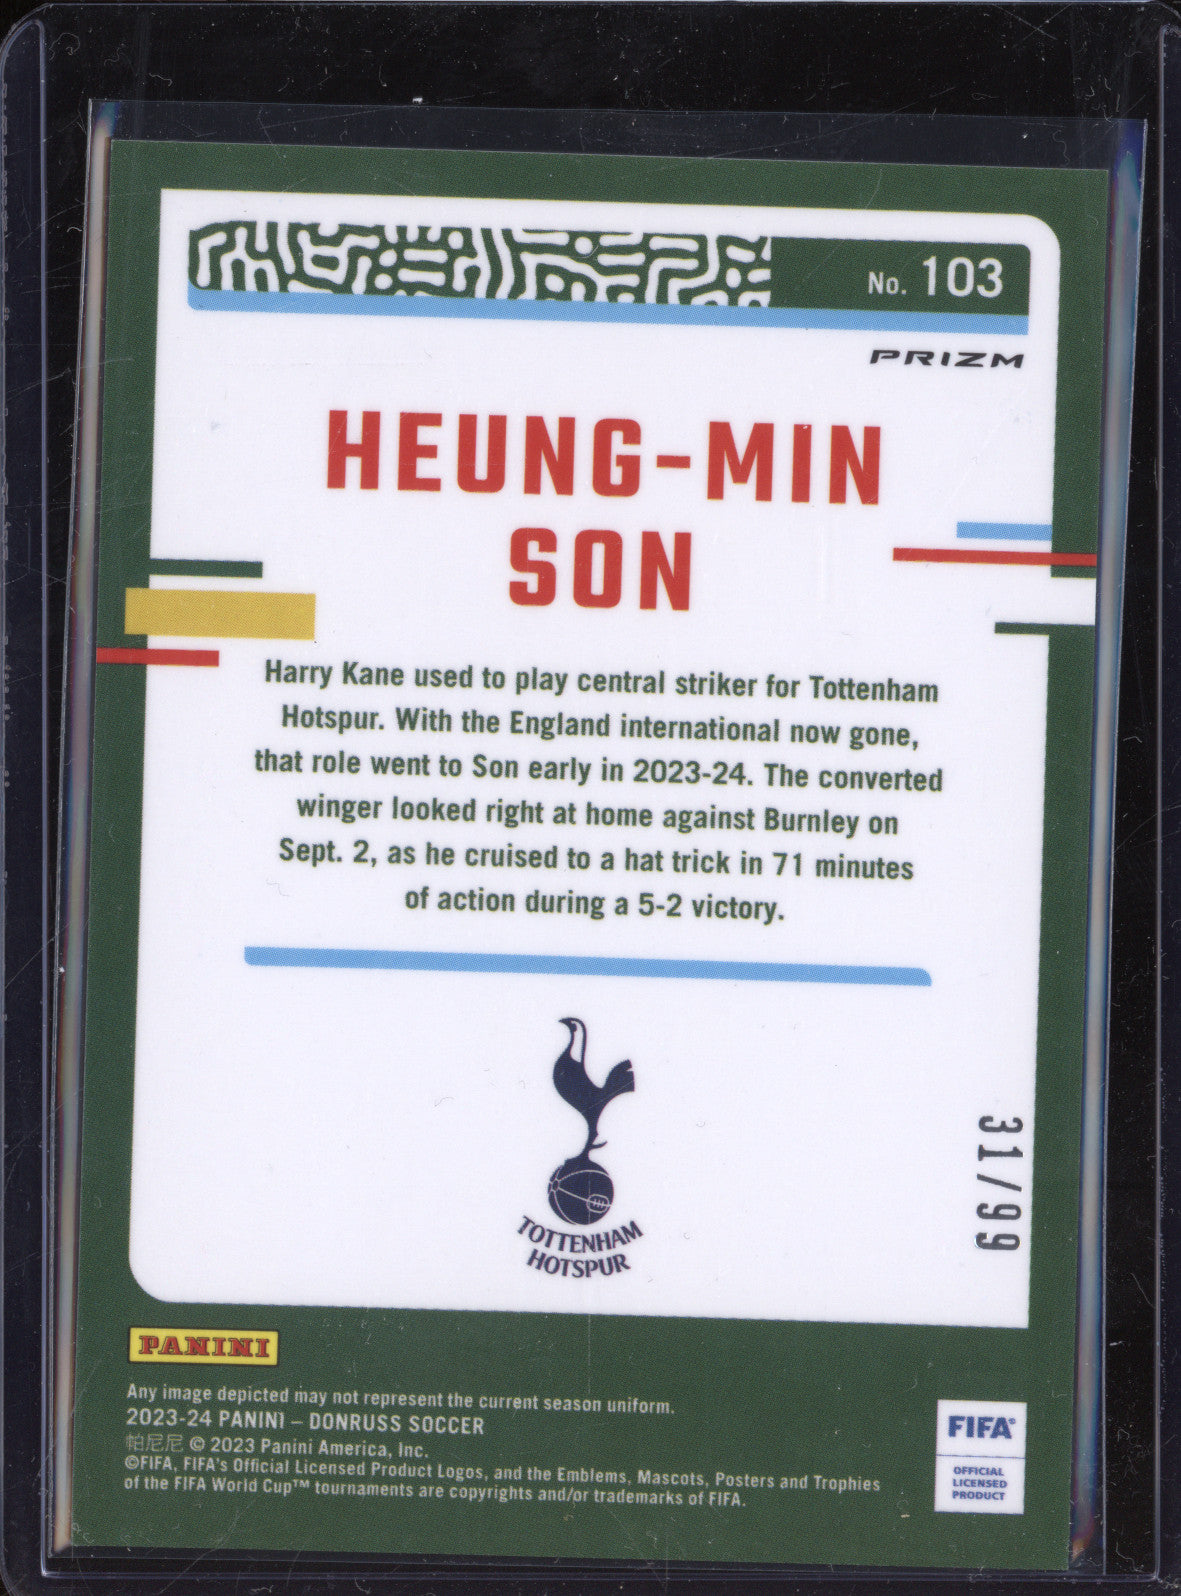 No. 103
PRIZM
HEUNG-MIN
SON
Harry Kane used to play central striker for Tottenham
Hotspur. With the England international now gone,
that role went to Son early in 2023-24. The converted
winger looked right at home against Burnley on
Sept. 2, as he cruised to a hat trick in 71 minutes
of action during a 5-2 victory.
31/99
TOTTENHAM
HOTSPUR
PANINI
Any image depicted may not represent the current season uniform.
2023-24 PANINI – DONRUSS SOCCER
帕尼尼 © 2023 Panini America, Inc.
©FIFA, FIFA's Official Licensed Product Logos, and the Emblems, Mascots, Posters and Trophies
of the FIFA World Cup™ tournaments are copyrights and/or trademarks of FIFA.
FIFA®
OFFICIAL
LICENSED
PRODUCT